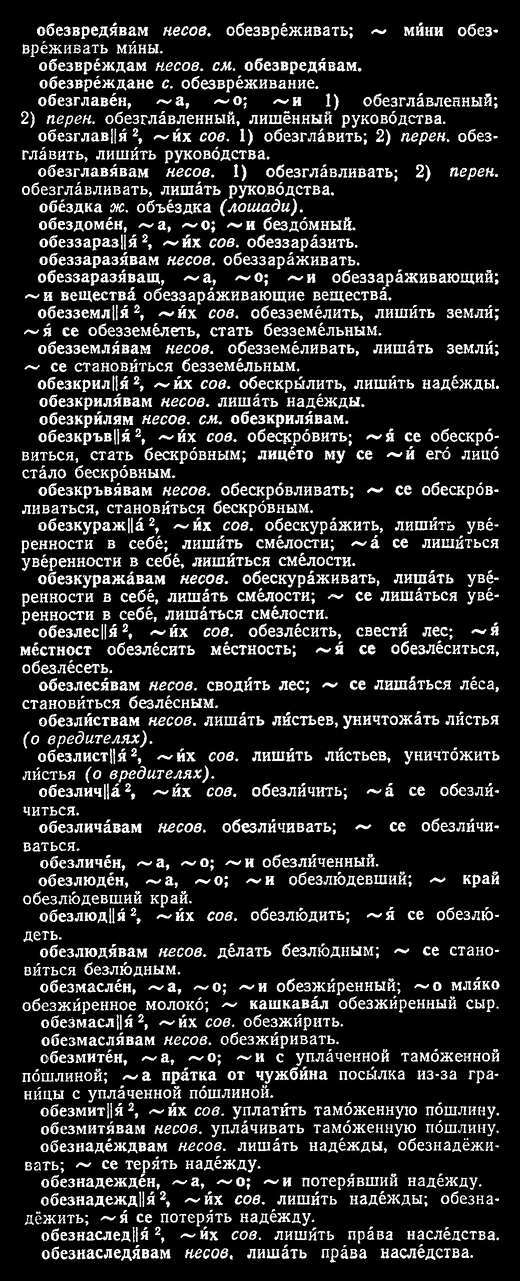 обезвредя́вам несов. обезвре́живать; ~ ми́ни обез-
вре́живать ми́ны.
обезвре́ждам несов. см. обезвредя́вам.
обезвре́ждане с. обезвре́живание.
обезглаве́н, ~а, ~о; ~и 1) обезгла́вленный;
2) перен. обезгла́вленный, лишённый руково́дства.
обезглав||я́ ², ~и́х сов. 1) обезгла́вить; 2) перен. обез-
гла́вить, лиши́ть руково́дства.
обезглавя́вам несов. 1) обезгла́вливать; 2) перен.
обезгла́вливать, лиша́ть руково́дства.
обе́здка ж. объе́здка (лошади).
обездоме́н, ~а, ~о; ~и бездо́мный.
обеззараз||я́ ², ~и́х сов. обеззара́зить.
обеззаразя́вам несов. обеззара́живать.
обеззаразя́ващ, ~а, ~о; ~и обеззара́живающий;
~и вещества́ обеззара́живающие вещества́.
обезземл||я́ ², ~и́х сов. обеззeме́лить, лиши́ть земли́;
~я́ се обеззeме́леть, стать безземе́льным.
обезземля́вам несов. обезземе́ливать, лиша́ть земли́;
~ се станови́ться безземе́льным.
обезкрил||я́ ², ~и́х сов. обескры́лить, лиши́ть наде́жды.
обезкриля́вам несов. лиша́ть наде́жды.
обезкри́лям несов. см. обезкриля́вам.
обезкръв||я́ ², ~и́х сов. обескро́вить; ~я́ се обескро́-
виться, стать бескро́вным; лице́то му се ~и́ его́ лицо́
ста́ло бескро́вным.
обезкръвя́вам несов. обескро́вливать; ~ се обескро́в-
ливаться, станови́ться бескро́вным.
обезкураж||а́ ², ~и́х сов. обескура́жить, лиши́ть уве́-
ренности в себе́; лиши́ть сме́лости; ~а́ се лиши́ться
уве́ренности в себе́, лиши́ться сме́лости.
обезкуража́вам несов. обескура́живать, лиша́ть уве́-
ренности в себе́, лиша́ть сме́лости; ~ се лиша́ться уве́-
ренности в себе́, лиша́ться сме́лости.
обезлес||я́ ², ~и́х сов. обезле́сить, свести́ лес; ~я́
ме́стност обезле́сить ме́стность; ~я́ се обезле́ситься,
обезле́сеть.
обезлеся́вам несов. своди́ть лес; ~ се лиша́ться ле́са,
станови́ться безле́сным.
обезли́ствам несов. лиша́ть ли́стьев, уничтожа́ть ли́стья
(о вредителях).
обезлист||я́ ², ~и́х сов. лиши́ть ли́стьев, уничто́жить
ли́стья (о вредителях).
обезлич||а́ ², ~и́х сов. обезли́чить; ~а́ се обезли́-
читься.
обезлича́вам несов. обезли́чивать; ~ се обезли́чи-
ваться.
обезличе́н, ~а, ~о; ~и обезли́ченный.
обезлюде́н, ~а, ~о; ~и обезлю́девший; ~ край
обезлю́девший край.
обезлюд||я́ ², ~и́х сов. обезлю́дить; ~я́ се обезлю́-
деть.
обезлюдя́вам несов. де́лать безлю́дным; ~ се стано-
ви́ться безлю́дным.
обезмасле́н, ~а, ~о; ~и обезжи́ренный; ~о мля́ко
обезжи́ренное молоко́; ~ кашкава́л обезжи́ренный сыр.
обезмасл||я́ ², ~и́х сов. обезжи́рить.
обезмасля́вам несов. обезжи́ривать.
обезмите́н, ~а, ~о; ~и с упла́ченной тамо́женной
по́шлиной; ~а пра́тка от чужби́на посы́лка из-за гра-
ни́цы с упла́ченной по́шлиной.
обезмит||я́ ², ~и́х сов. уплати́ть тамо́женную по́шлину.
обезмитя́вам несов. упла́чивать тамо́женную по́шлину.
обезнаде́ждвам несов. лиша́ть наде́жды, обезнадёжи-
вать; ~ се теря́ть наде́жду.
обезнадежде́н, ~а, ~о; ~и потеря́вший наде́жду.
обезнадежд||я́ ², ~и́х сов. лиши́ть наде́жды; обезна-
дёжить; ~я́ се потеря́ть наде́жду.
обезнаслед||я́ ², ~и́х сов. лиши́ть пра́ва насле́дства.
обезнаследя́вам несов. лиша́ть пра́ва насле́дства.